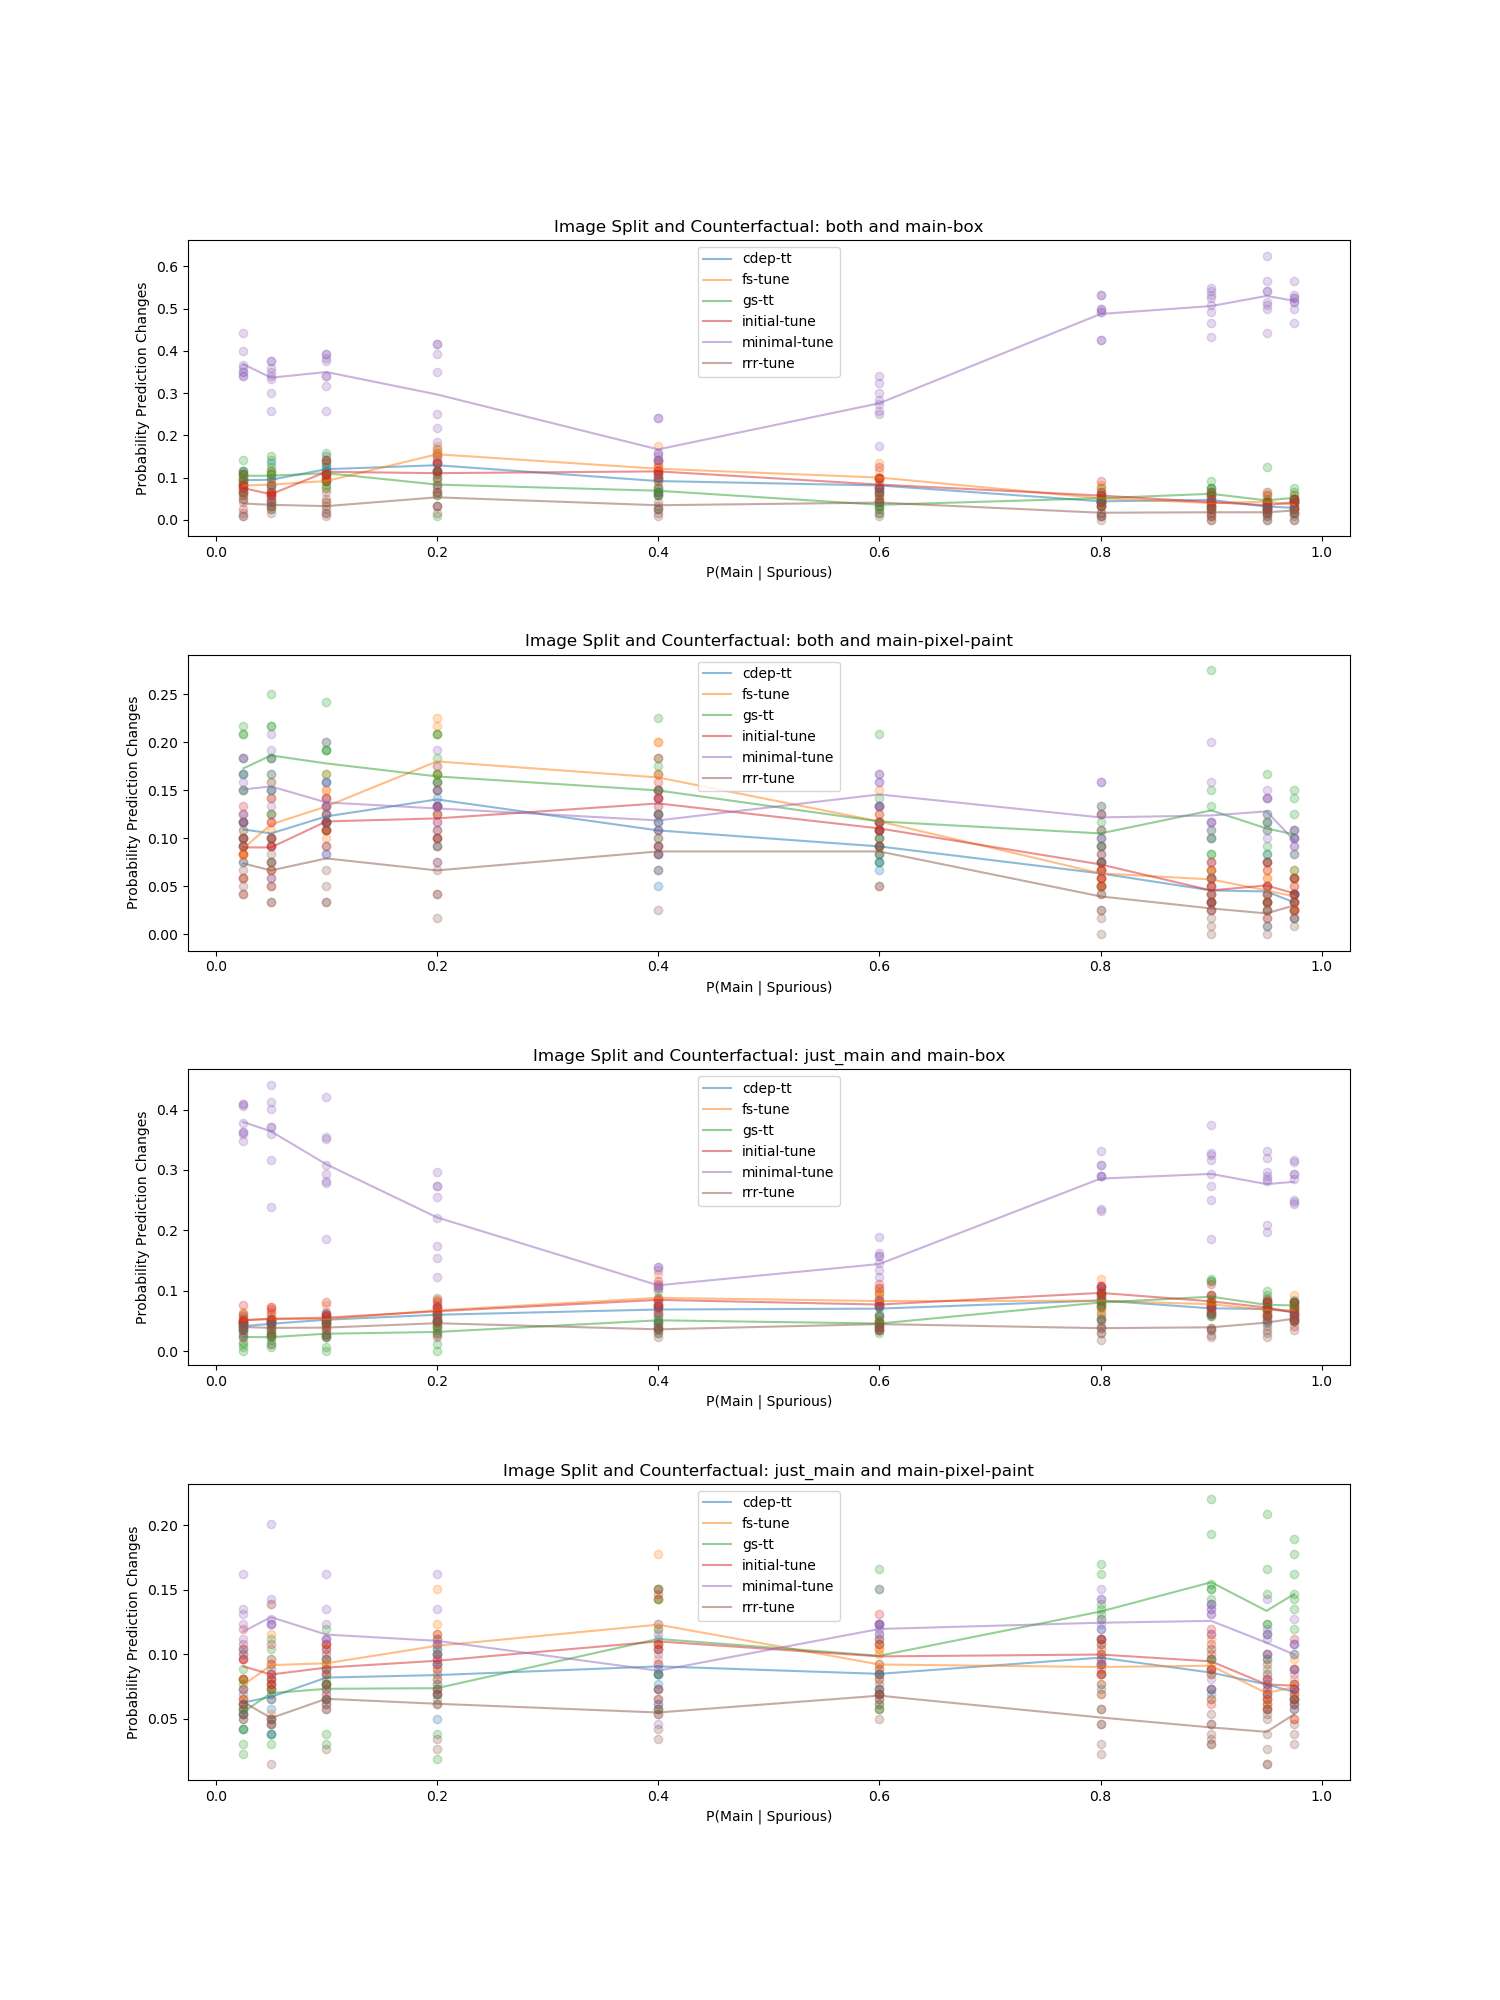 Image Split and Counterfactual: both and main-box
Probability Prediction Changes
0.6
0.5
0.4
0.3
0.2
0.1
0.0
cdep-tt
fs-tune
gs-tt
initial-tune
minimal-tune
rrr-tune
0.0 0.2 0.4 0.6 0.8 1.0
P(Main | Spurious)
Image Split and Counterfactual: both and main-pixel-paint
Probability Prediction Changes
0.25
0.20
0.15
0.10
0.05
0.00
cdep-tt
fs-tune
gs-tt
initial-tune
minimal-tune
rrr-tune
0.0 0.2 0.4 0.6 0.8 1.0
P(Main | Spurious)
Image Split and Counterfactual: just_main and main-box
Probability Prediction Changes
0.4
0.3
0.2
0.1
0.0
cdep-tt
fs-tune
gs-tt
initial-tune
minimal-tune
rrr-tune
0.0 0.2 0.4 0.6 0.8 1.0
P(Main | Spurious)
Image Split and Counterfactual: just_main and main-pixel-paint
Probability Prediction Changes
0.20
0.15
0.10
0.05
cdep-tt
fs-tune
gs-tt
initial-tune
minimal-tune
rrr-tune
0.0 0.2 0.4 0.6 0.8 1.0
P(Main | Spurious)